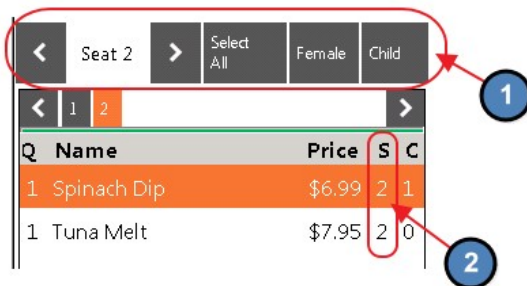 < Seat 2 > Select All Female Child
1
< 1 2 >
Q Name Price S C
1 Spinach Dip $6.99 2 1
1 Tuna Melt $7.95 2 0
2